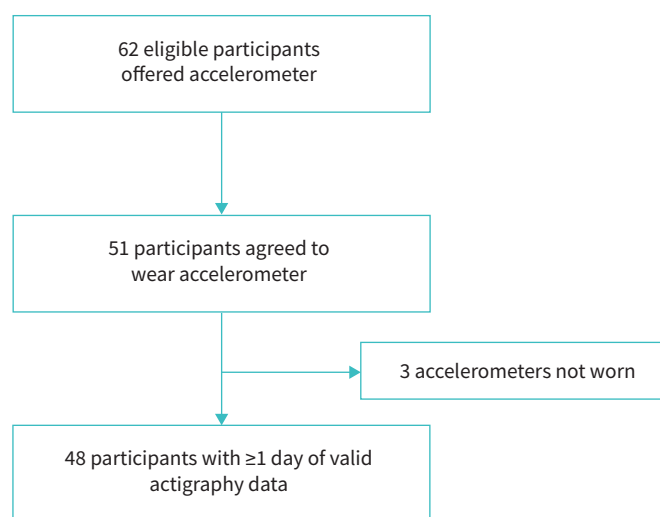 62 eligible participants
offered accelerometer
51 participants agreed to
wear accelerometer
3 accelerometers not worn
48 participants with ≥1 day of valid
actigraphy data